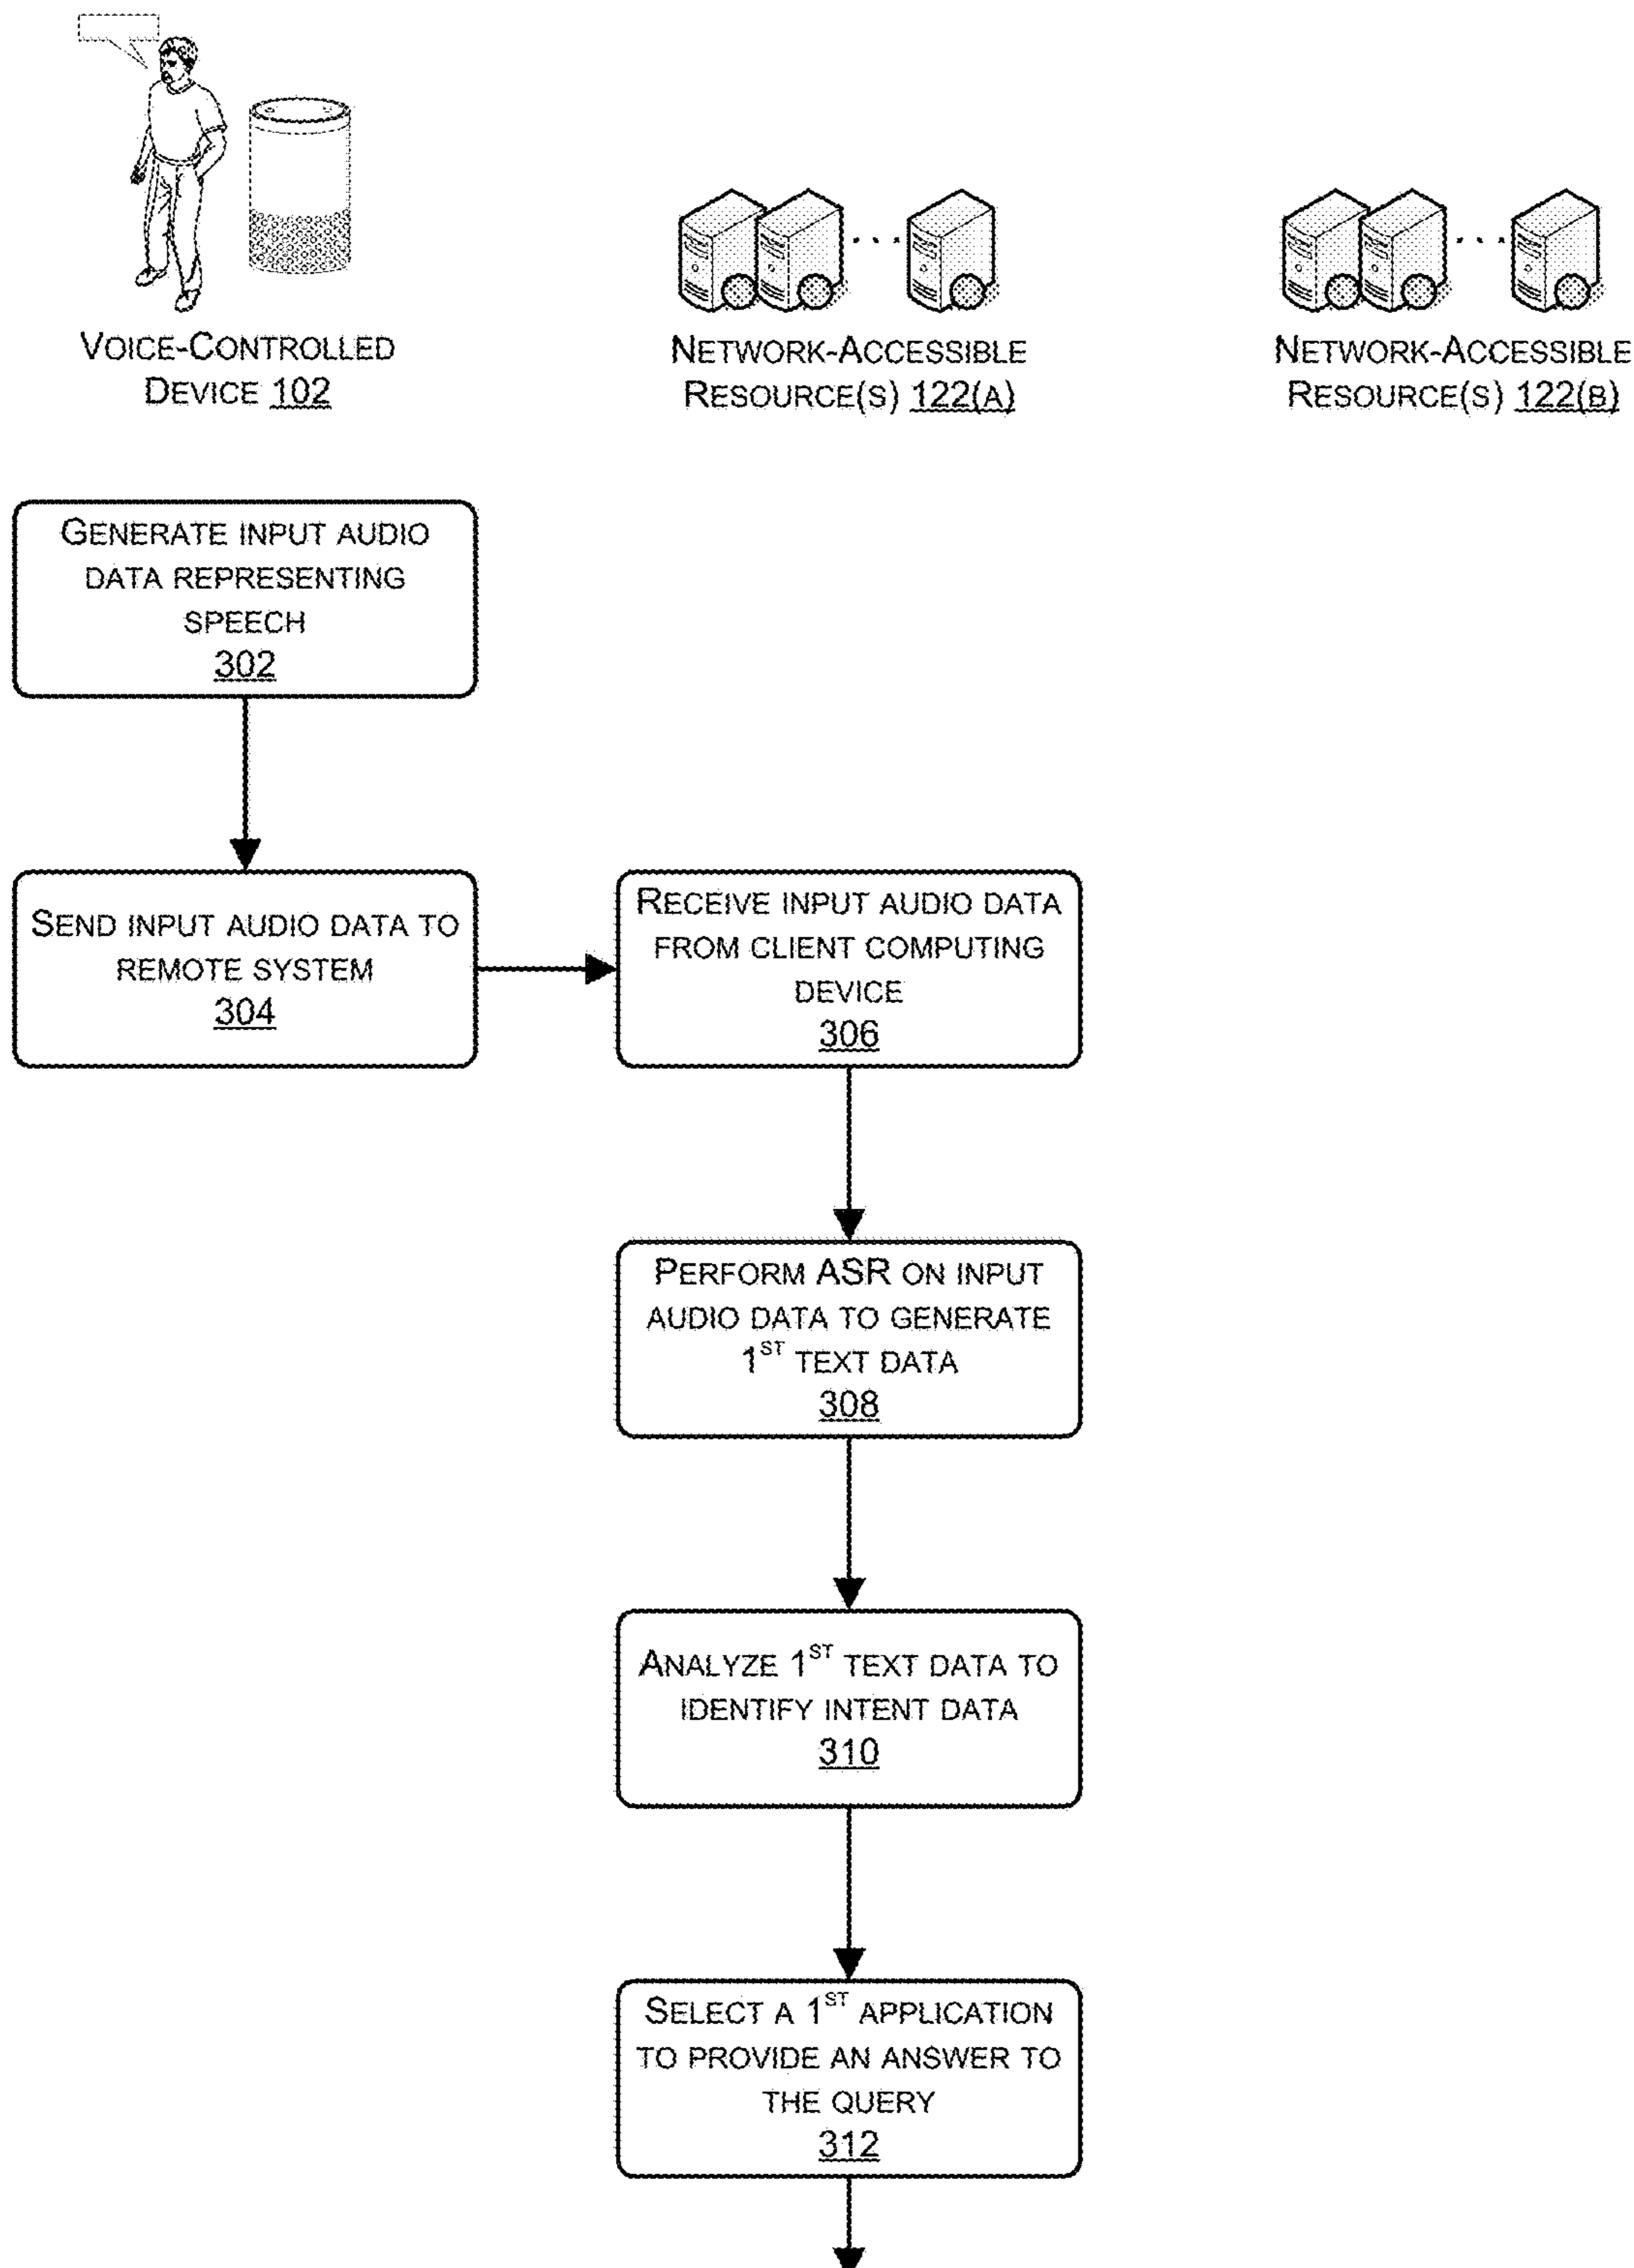 VOICE-CONTROLLED
DEVICE 102
NETWORK-ACCESSIBLE
RESOURCE(S) 122(A)
NETWORK-ACCESSIBLE
RESOURCE(S) 122(B)
GENERATE INPUT AUDIO
DATA REPRESENTING
SPEECH
302
SEND INPUT AUDIO DATA TO
REMOTE SYSTEM
304
RECEIVE INPUT AUDIO DATA
FROM CLIENT COMPUTING
DEVICE
306
PERFORM ASR ON INPUT
AUDIO DATA TO GENERATE
1ST TEXT DATA
308
ANALYZE 1ST TEXT DATA TO
IDENTIFY INTENT DATA
310
SELECT A 1ST APPLICATION
TO PROVIDE AN ANSWER TO
THE QUERY
312